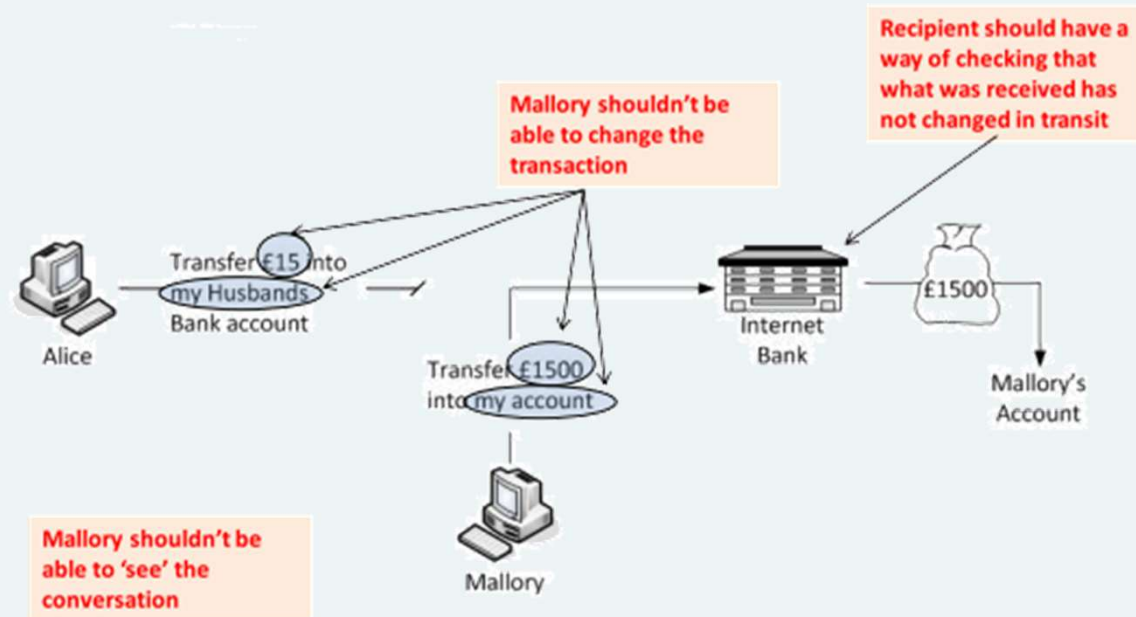 Recipient should have a
way of checking that
what was received has
not changed in transit
Mallory shouldn't be
able to change the
transaction
Transfer £15 into
my Husbands
Bank account
Alice
Transfer £1500
into my account
Mallory
Internet
Bank
£1500
Mallory's
Account
Mallory shouldn't be
able to 'see' the
conversation